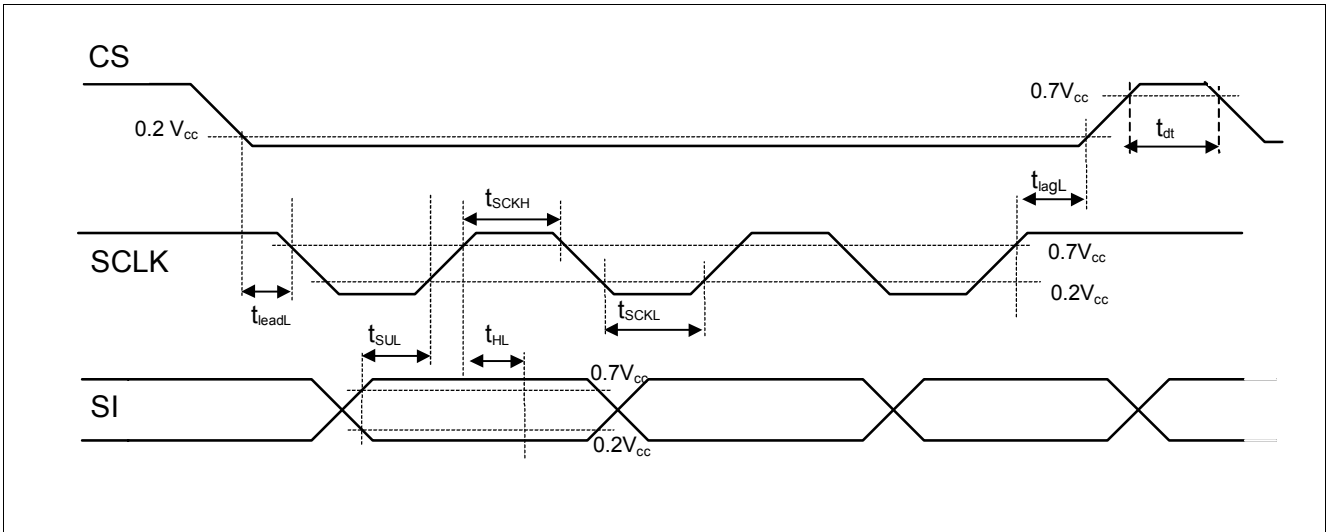 CS
0.7Vcc
0.2 Vcc
tdt
tlagL
tSCKH
SCLK
0.7Vcc
0.2Vcc
tleadL
tSCKL
tSUL
tHL
0.7Vcc
SI
0.2Vcc